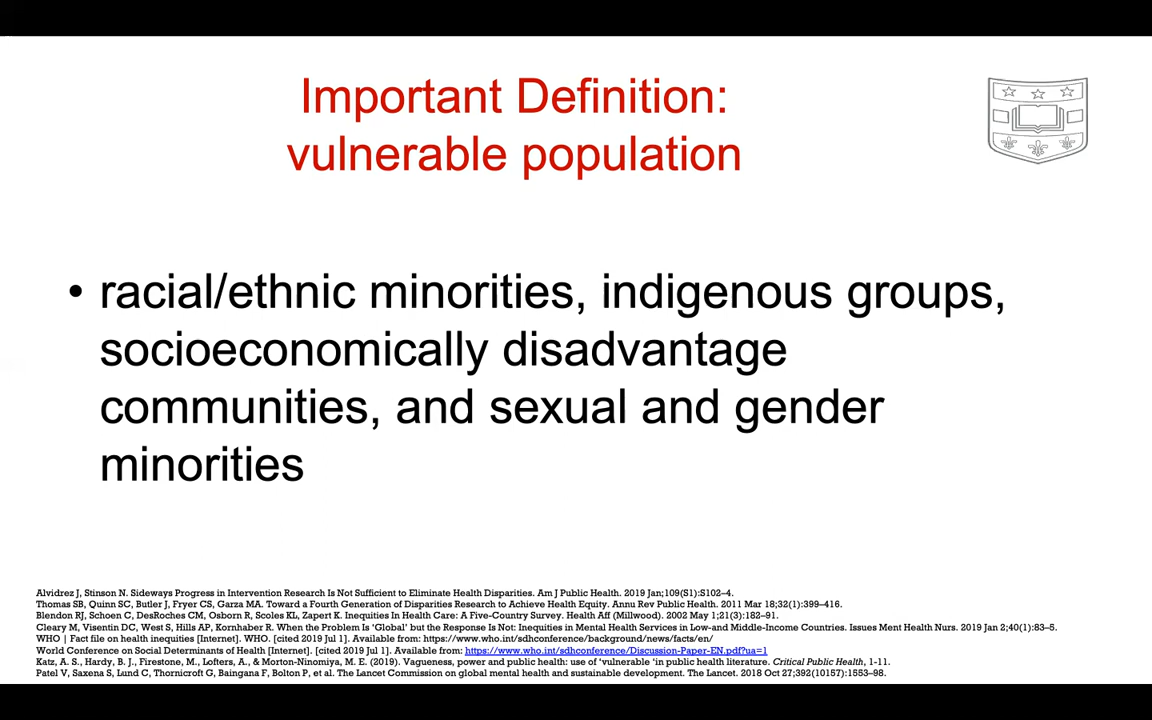 Important Definition:
vulnerable population
• racial/ethnic minorities, indigenous groups,
socioeconomically disadvantage
communities, and sexual and gender
minorities
Alvidrez J, Stinson N. Sideways Progress in Intervention Research Is Not Sufficient to Eliminate Health Disparities. Am J Public Health. 2019 Jan;109(S1):S102–4.
Thomas SB, Quinn SC, Butler J, Fryer CS, Garza MA. Toward a Fourth Generation of Disparities Research to Achieve Health Equity. Annu Rev Public Health. 2011 Mar 18;32(1):399–416.
Blendon RJ, Schoen C, DesRoches CM, Osborn R, Scoles KL, Zapert K. Inequities In Health Care: A Five-Country Survey. Health Aff (Millwood). 2002 May 1;21(3):182–91.
Cleary M, Visentin DC, West S, Hills AP, Kornhaber R. When the Problem Is ‘Global’ but the Response Is Not: Inequities in Mental Health Services in Low-and Middle-Income Countries. Issues Ment Health Nurs. 2019 Jan 2;40(1):83–5.
WHO | Fact file on health inequities [Internet]. WHO. [cited 2019 Jul 1]. Available from: https://www.who.int/sdhconference/background/news/facts/en/
World Conference on Social Determinants of Health [Internet]. [cited 2019 Jul 1]. Available from: https://www.who.int/sdhconference/Discussion-Paper-EN.pdf?ua=1
Katz, A. S., Hardy, B. J., Firestone, M., Lofters, A., & Morton-Ninomiya, M. E. (2019). Vagueness, power and public health: use of ‘vulnerable ‘in public health literature. Critical Public Health, 1-11.
Patel V, Saxena S, Lund C, Thornicroft G, Baingana F, Bolton P, et al. The Lancet Commission on global mental health and sustainable development. The Lancet. 2018 Oct 27;392(10157):1553–98.